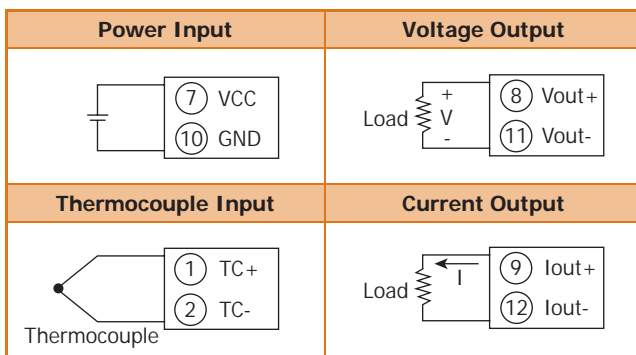 Power Input
7 VCC
10 GND
Voltage Output
Load
+
V
-
8 Vout+
11 Vout-
Thermocouple Input
1 TC+
2 TC-
Thermocouple
Current Output
Load
I
9 Iout+
12 Iout-